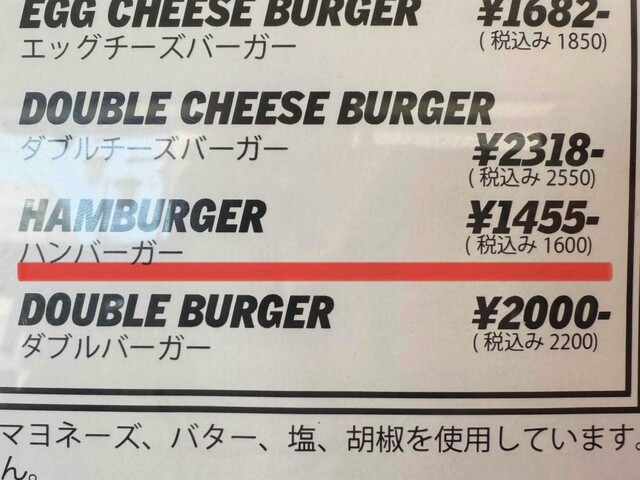 EGG CHEESE BURGER ¥1682-
エッグチーズバーガー (税込み 1850)
DOUBLE CHEESE BURGER
ダブルチーズバーガー ¥2318-
(税込み 2550)
HAMBURGER ¥1455-
ハンバーガー (税込み 1600)
DOUBLE BURGER ¥2000-
ダブルバーガー (税込み 2200)
マヨネーズ、バター、塩、胡椒を使用しています。
ん。